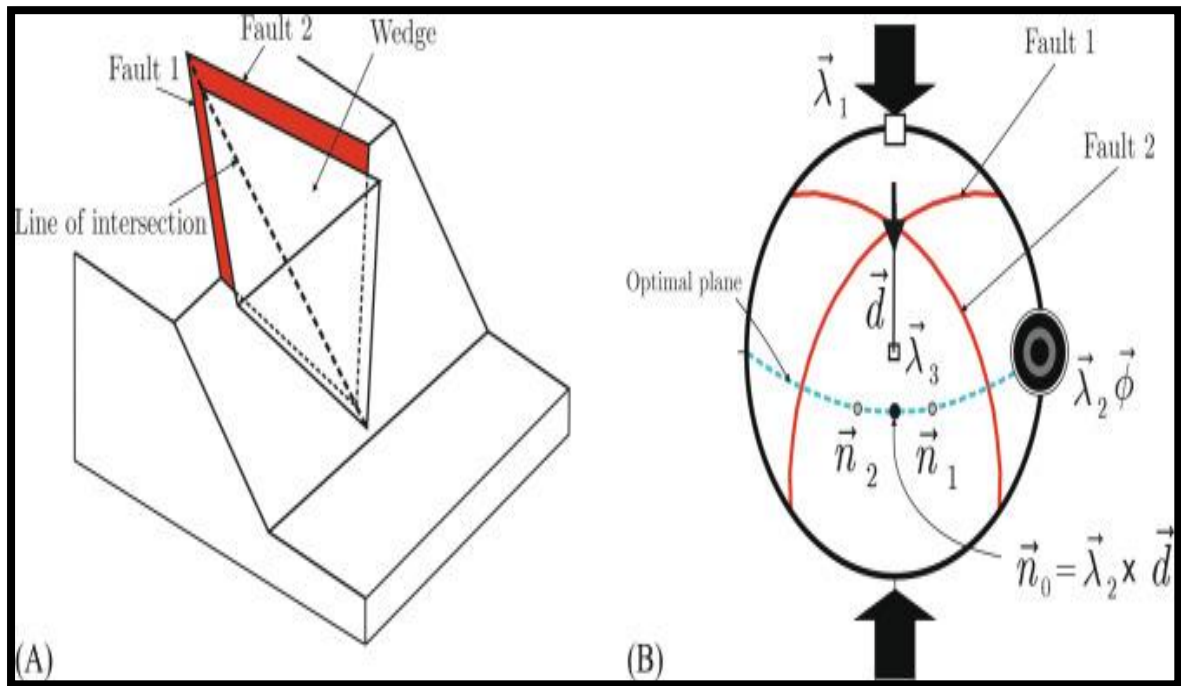 Fault 2
Wedge
Fault 1
Line of intersection
(A)
λ⃗₁
Fault 1
Fault 2
Optimal plane
d⃗
λ⃗₃
λ⃗₂ ϕ⃗
n⃗₂
n⃗₁
n⃗₀ = λ⃗₂ × d⃗
(B)